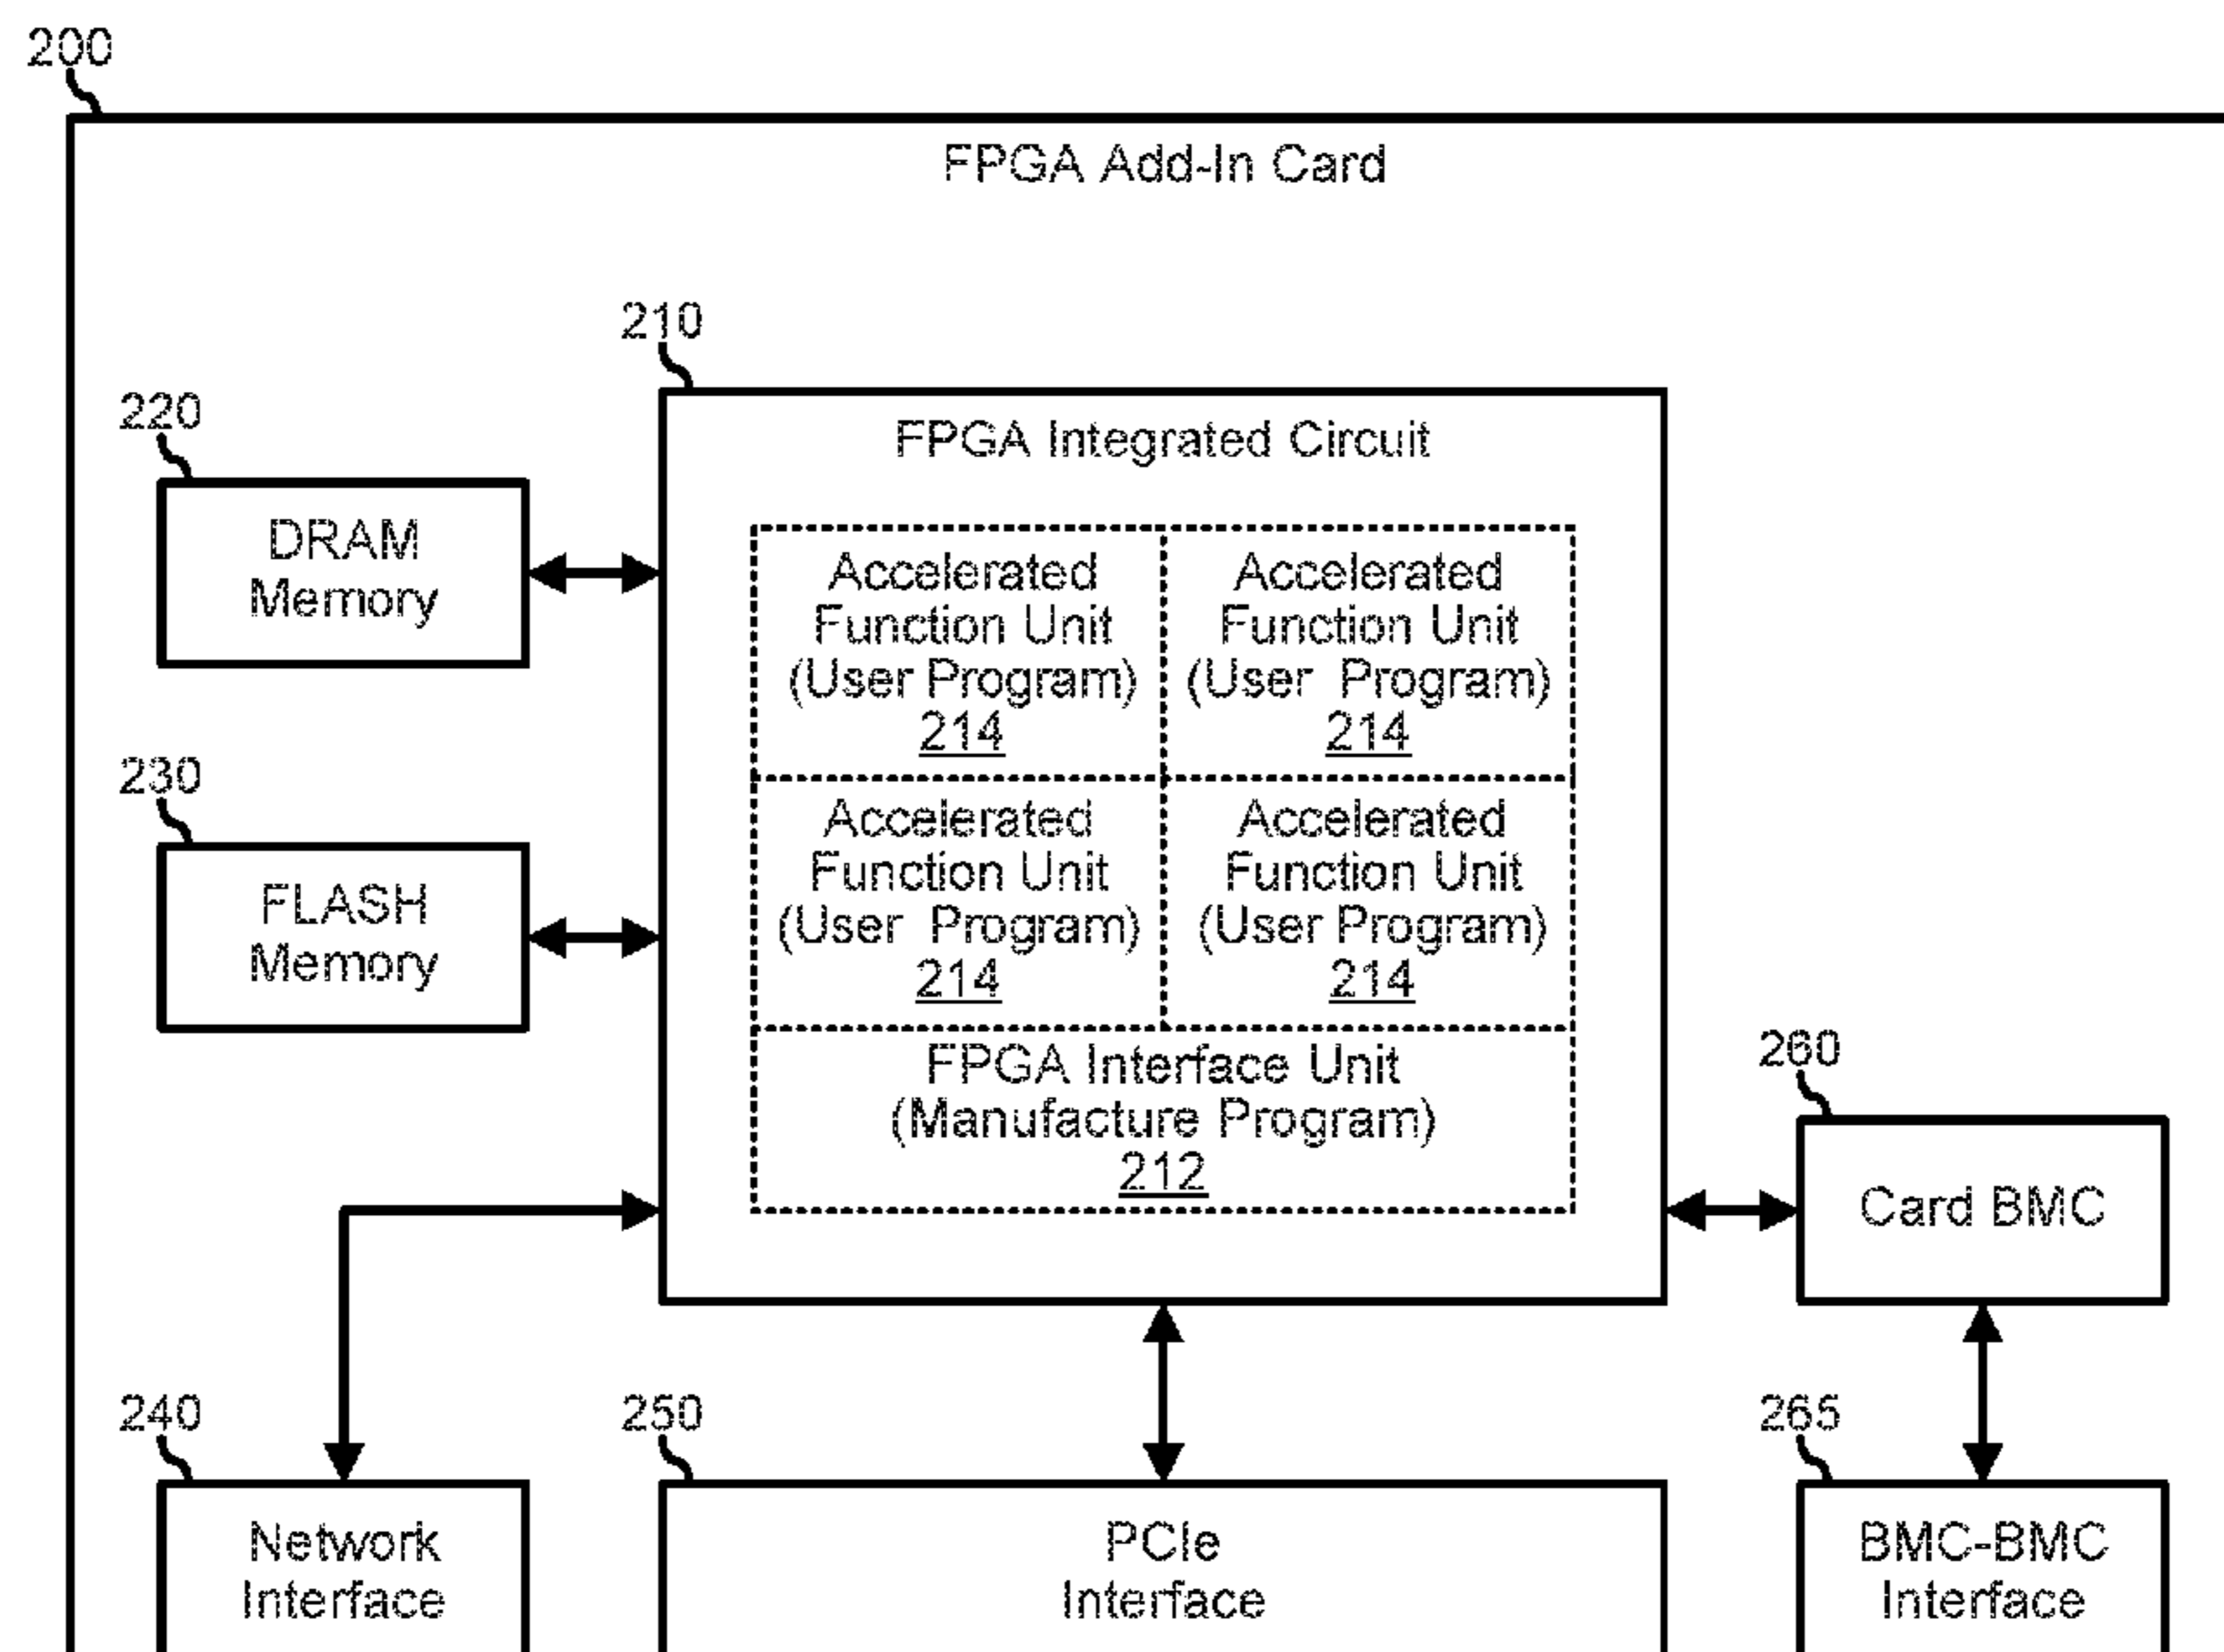 200
FPGA Add-In Card
210
FPGA Integrated Circuit
220
DRAM
Memory
Accelerated
Function Unit
(User Program)
214
Accelerated
Function Unit
(User Program)
214
230
FLASH
Memory
Accelerated
Function Unit
(User Program)
214
Accelerated
Function Unit
(User Program)
214
FPGA Interface Unit
(Manufacture Program)
212
260
Card BMC
240
Network
Interface
250
PCIe
Interface
265
BMC-BMC
Interface